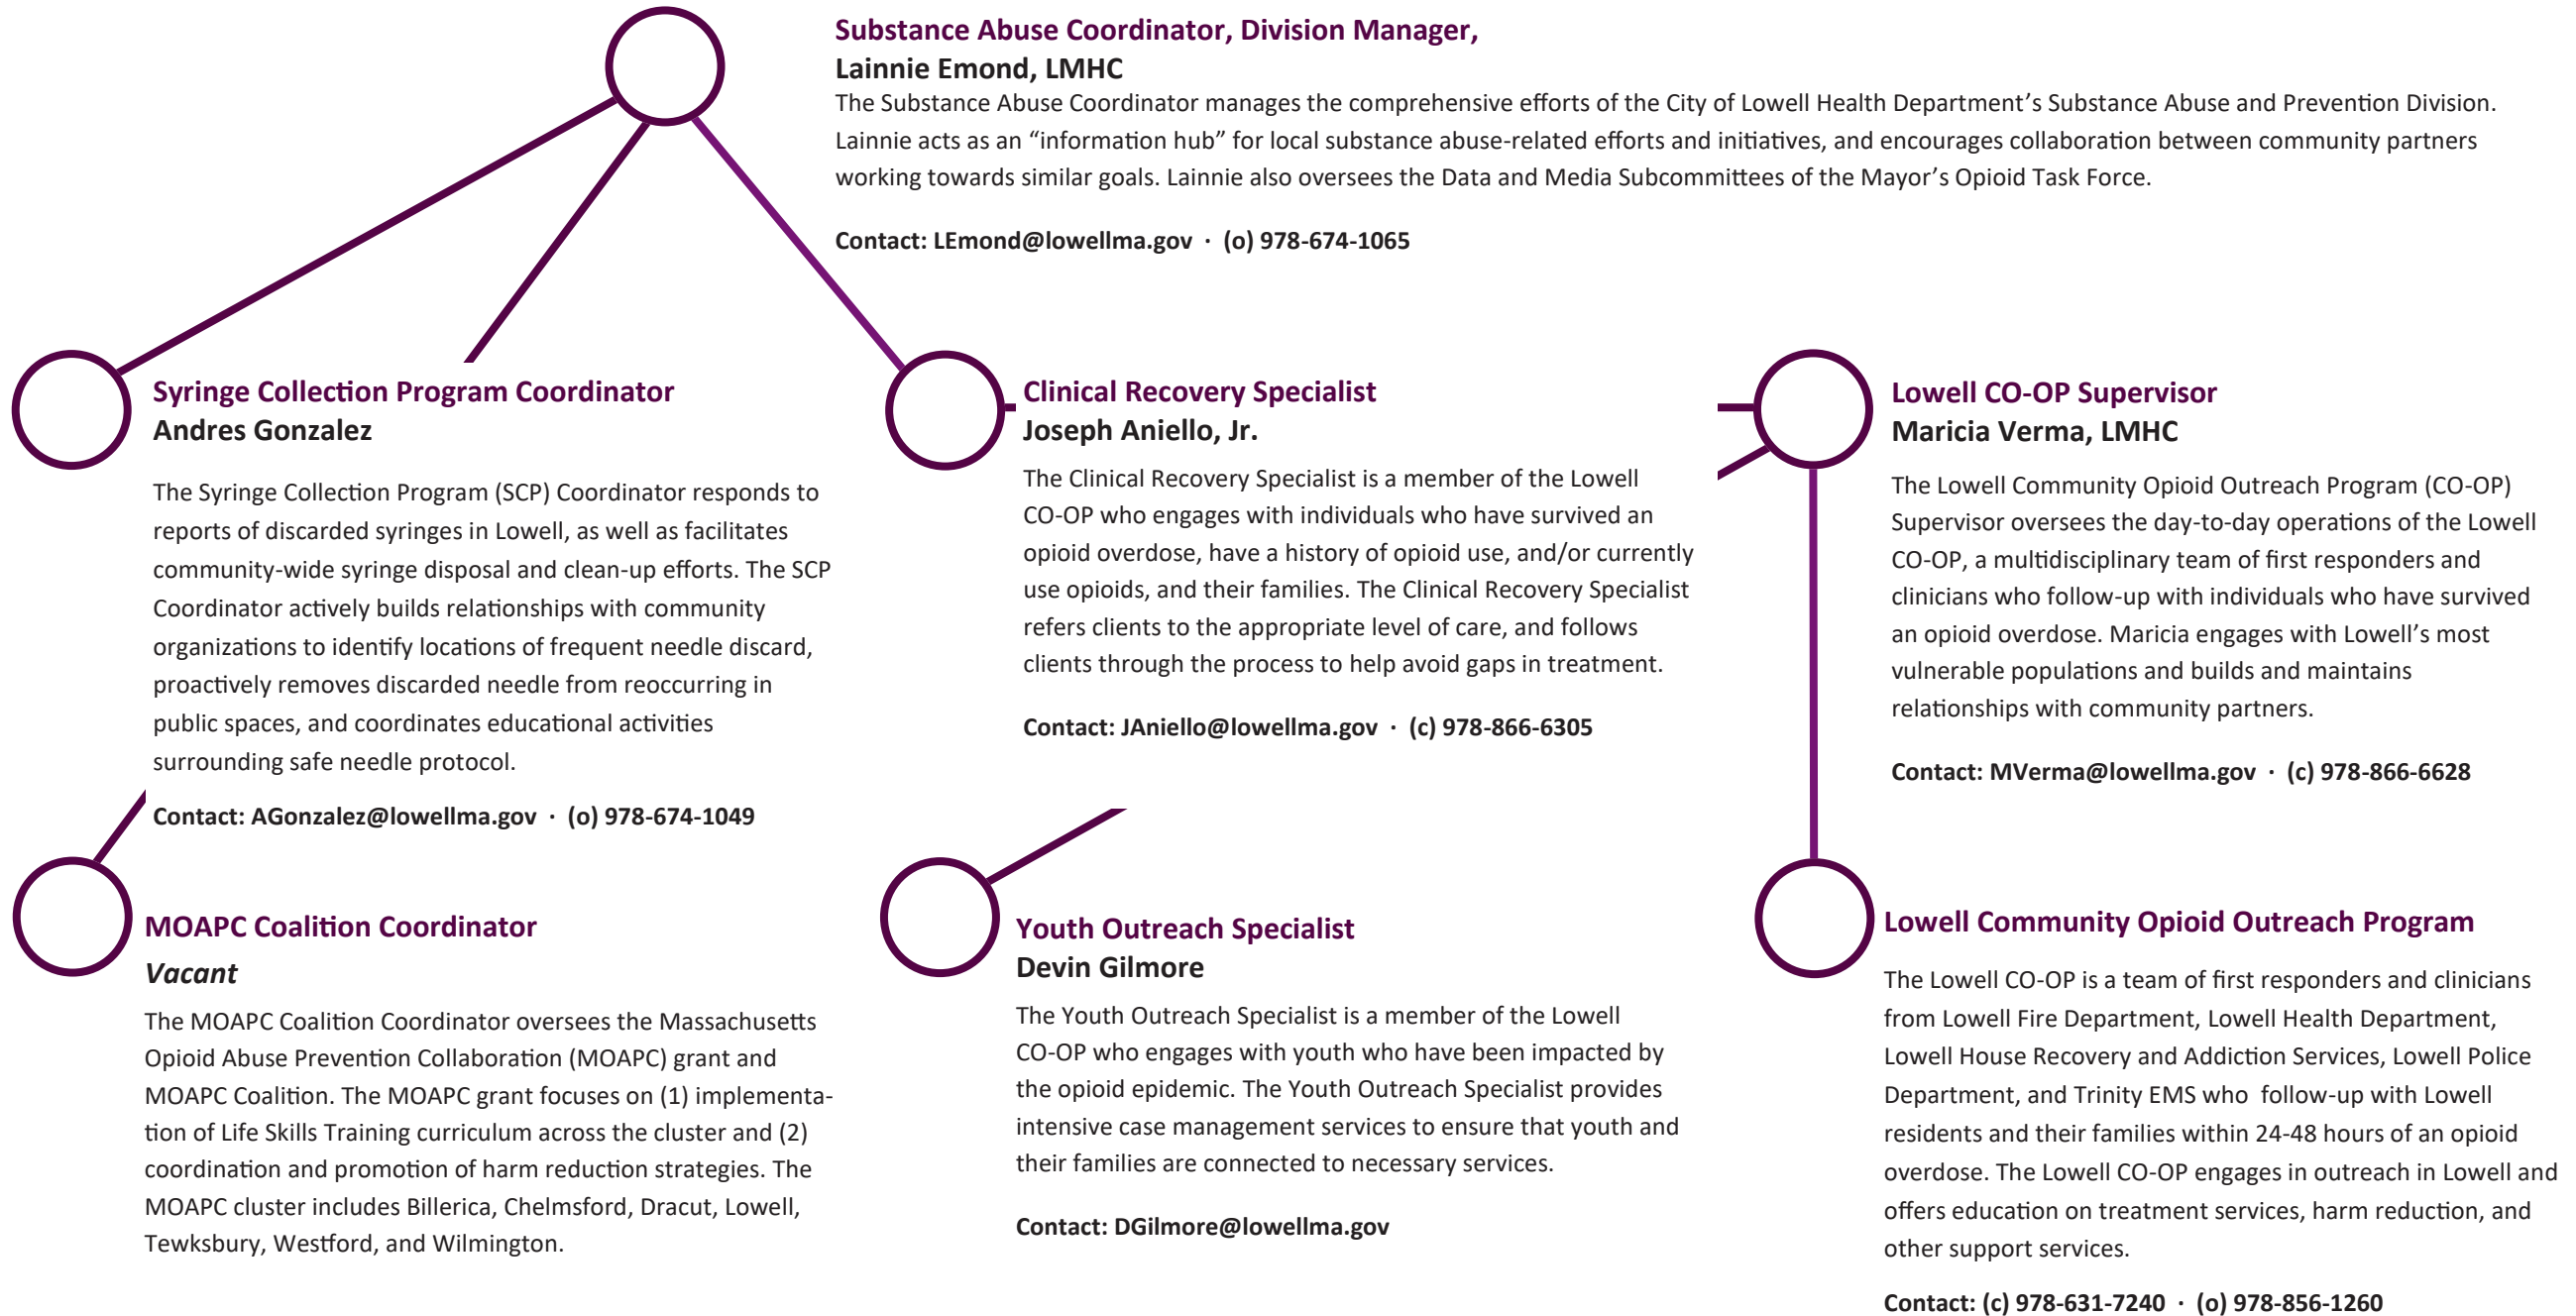 Substance Abuse Coordinator, Division Manager,
Lainnie Emond, LMHC
The Substance Abuse Coordinator manages the comprehensive efforts of the City of Lowell Health Department’s Substance Abuse and Prevention Division.
Lainnie acts as an “information hub” for local substance abuse-related efforts and initiatives, and encourages collaboration between community partners
working towards similar goals. Lainnie also oversees the Data and Media Subcommittees of the Mayor’s Opioid Task Force.
Contact: LEmond@lowellma.gov · (o) 978-674-1065
Syringe Collection Program Coordinator
Andres Gonzalez
The Syringe Collection Program (SCP) Coordinator responds to
reports of discarded syringes in Lowell, as well as facilitates
community-wide syringe disposal and clean-up efforts. The SCP
Coordinator actively builds relationships with community
organizations to identify locations of frequent needle discard,
proactively removes discarded needle from reoccurring in
public spaces, and coordinates educational activities
surrounding safe needle protocol.
Contact: AGonzalez@lowellma.gov · (o) 978-674-1049
Clinical Recovery Specialist
Joseph Aniello, Jr.
The Clinical Recovery Specialist is a member of the Lowell
CO-OP who engages with individuals who have survived an
opioid overdose, have a history of opioid use, and/or currently
use opioids, and their families. The Clinical Recovery Specialist
refers clients to the appropriate level of care, and follows
clients through the process to help avoid gaps in treatment.
Contact: JAniello@lowellma.gov · (c) 978-866-6305
Lowell CO-OP Supervisor
Maricia Verma, LMHC
The Lowell Community Opioid Outreach Program (CO-OP)
Supervisor oversees the day-to-day operations of the Lowell
CO-OP, a multidisciplinary team of first responders and
clinicians who follow-up with individuals who have survived
an opioid overdose. Maricia engages with Lowell’s most
vulnerable populations and builds and maintains
relationships with community partners.
Contact: MVerma@lowellma.gov · (c) 978-866-6628
MOAPC Coalition Coordinator
Vacant
The MOAPC Coalition Coordinator oversees the Massachusetts
Opioid Abuse Prevention Collaboration (MOAPC) grant and
MOAPC Coalition. The MOAPC grant focuses on (1) implementa-
tion of Life Skills Training curriculum across the cluster and (2)
coordination and promotion of harm reduction strategies. The
MOAPC cluster includes Billerica, Chelmsford, Dracut, Lowell,
Tewksbury, Westford, and Wilmington.
Youth Outreach Specialist
Devin Gilmore
The Youth Outreach Specialist is a member of the Lowell
CO-OP who engages with youth who have been impacted by
the opioid epidemic. The Youth Outreach Specialist provides
intensive case management services to ensure that youth and
their families are connected to necessary services.
Contact: DGilmore@lowellma.gov
Lowell Community Opioid Outreach Program
The Lowell CO-OP is a team of first responders and clinicians
from Lowell Fire Department, Lowell Health Department,
Lowell House Recovery and Addiction Services, Lowell Police
Department, and Trinity EMS who follow-up with Lowell
residents and their families within 24-48 hours of an opioid
overdose. The Lowell CO-OP engages in outreach in Lowell and
offers education on treatment services, harm reduction, and
other support services.
Contact: (c) 978-631-7240 · (o) 978-856-1260